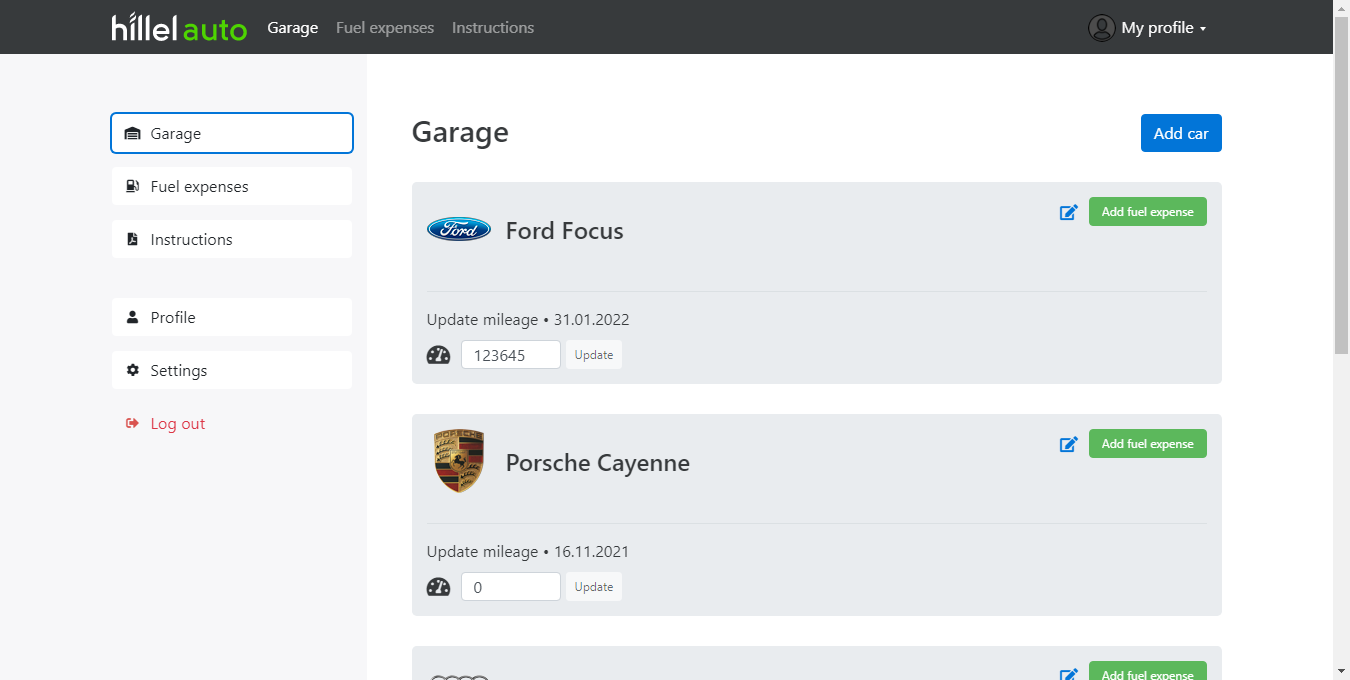 hillel auto Garage Fuel expenses Instructions My profile
Garage
Fuel expenses
Instructions
Profile
Settings
Log out
Garage Add car
Ford
Ford Focus
Add fuel expense
Update mileage • 31.01.2022
123645 Update
PORSCHE
Porsche Cayenne
Add fuel expense
Update mileage • 16.11.2021
0 Update
Add fuel expense